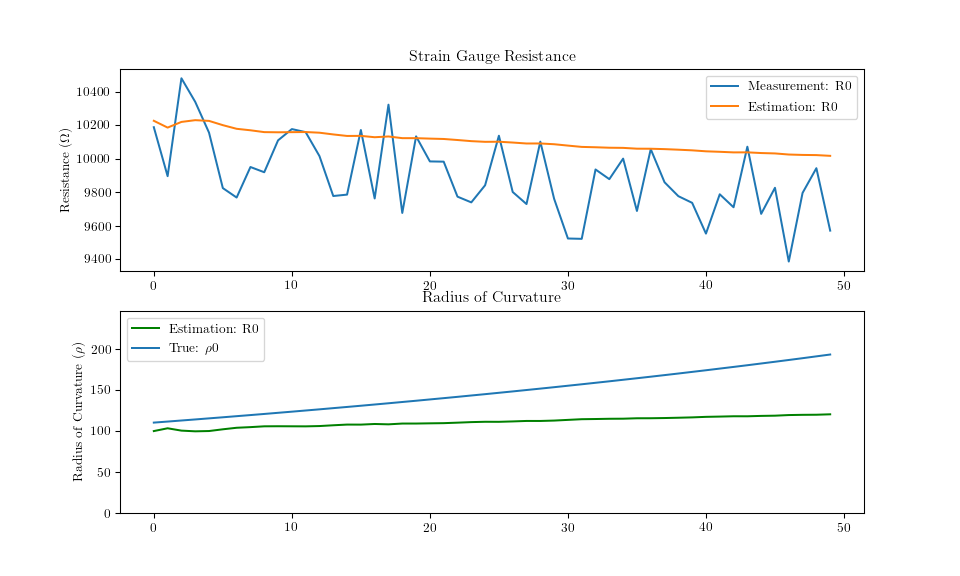 Strain Gauge Resistance
Resistance (Ω)
10400
10200
10000
9800
9600
9400
Measurement: R0
Estimation: R0
0 10 20 30 40 50
Radius of Curvature
Radius of Curvature (ρ)
200
150
100
50
0
Estimation: R0
True: ρ0
0 10 20 30 40 50